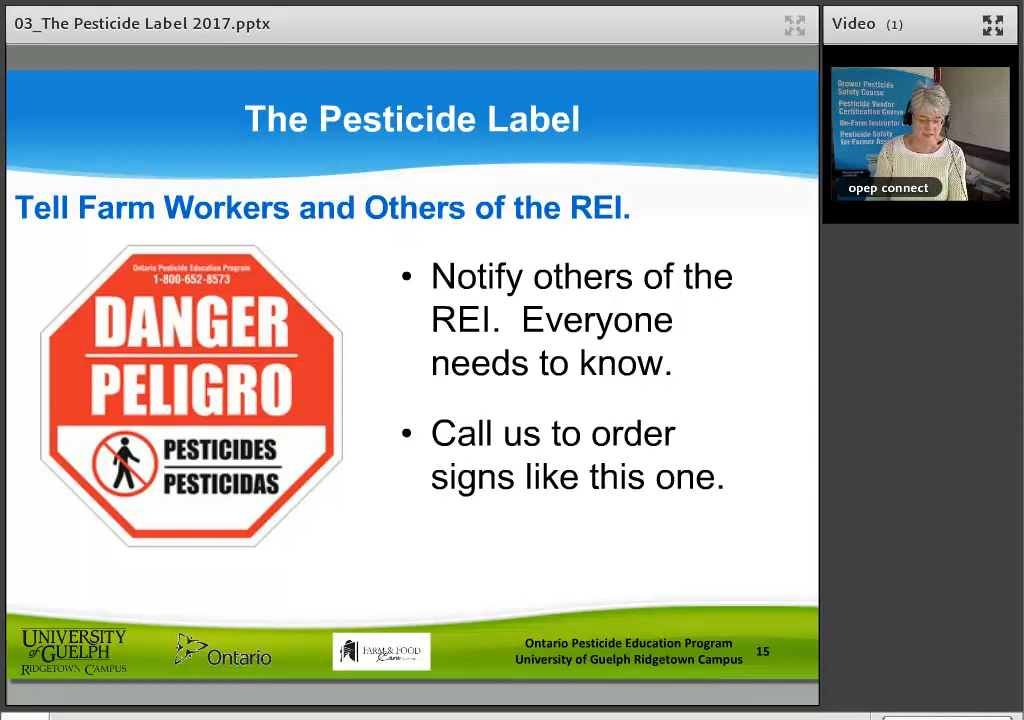 03_The Pesticide Label 2017.pptx
Video (1)
The Pesticide Label
Grower Pesticide
Safety Course
Pesticide Vendor
Certification Course
On-Farm Instructor
Pesticide Safety
for Farmer
opep connect
Tell Farm Workers and Others of the REI.
Ontario Pesticide Education Program
1-800-652-8573
DANGER
PELIGRO
PESTICIDES
PESTICIDAS
• Notify others of the
REI. Everyone
needs to know.
• Call us to order
signs like this one.
UNIVERSITY
of GUELPH
RIDGETOWN CAMPUS
Ontario
FARM & FOOD
Care
Ontario Pesticide Education Program
University of Guelph Ridgetown Campus
15